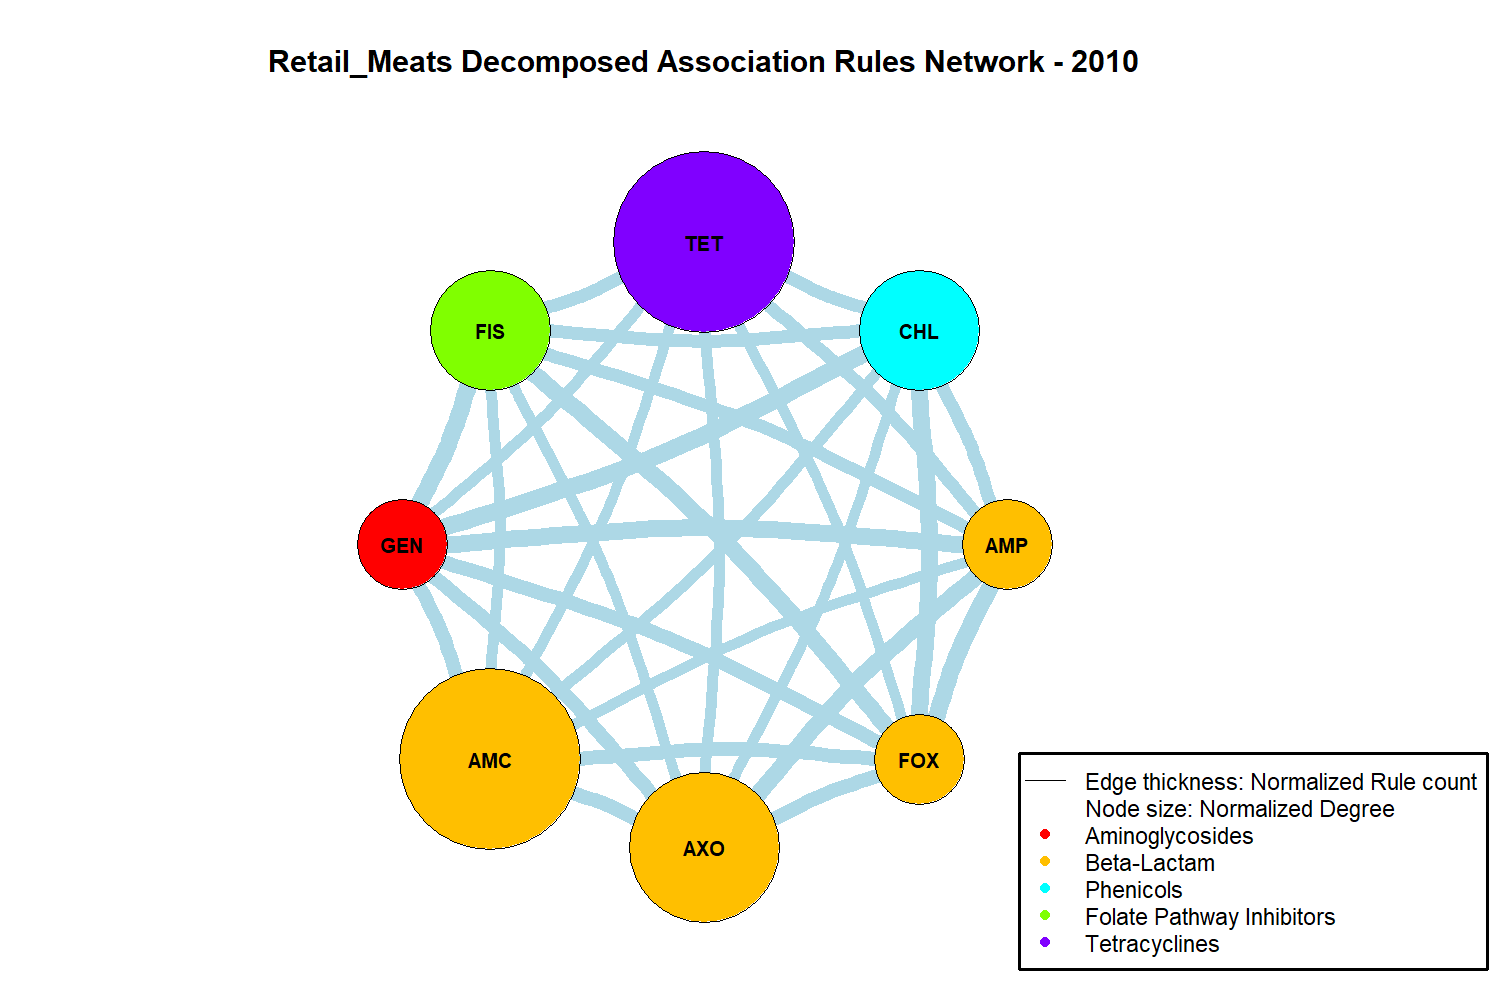 Retail_Meats Decomposed Association Rules Network - 2010
TET
FIS
CHL
GEN
AMP
AMC
FOX
AXO
Edge thickness: Normalized Rule count
Node size: Normalized Degree
Aminoglycosides
Beta-Lactam
Phenicols
Folate Pathway Inhibitors
Tetracyclines